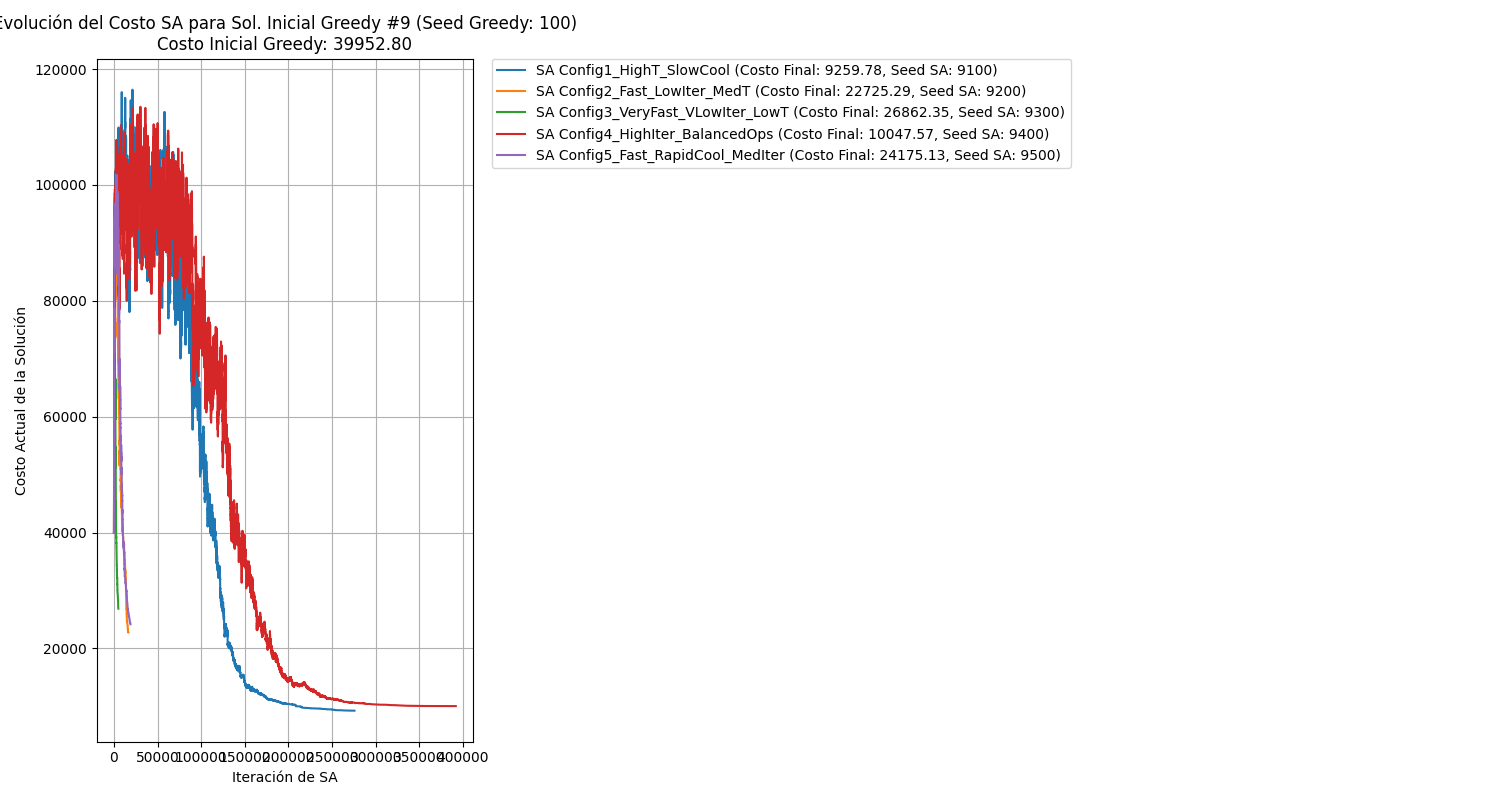 Evolución del Costo SA para Sol. Inicial Greedy #9 (Seed Greedy: 100)
Costo Inicial Greedy: 39952.80
SA Config1_HighT_SlowCool (Costo Final: 9259.78, Seed SA: 9100)
SA Config2_Fast_LowIter_MedT (Costo Final: 22725.29, Seed SA: 9200)
SA Config3_VeryFast_VLowIter_LowT (Costo Final: 26862.35, Seed SA: 9300)
SA Config4_HighIter_BalancedOps (Costo Final: 10047.57, Seed SA: 9400)
SA Config5_Fast_RapidCool_MedIter (Costo Final: 24175.13, Seed SA: 9500)
Costo Actual de la Solución
120000
100000
80000
60000
40000
20000
0 50000 100000 150000 200000 250000 300000 350000 400000
Iteración de SA